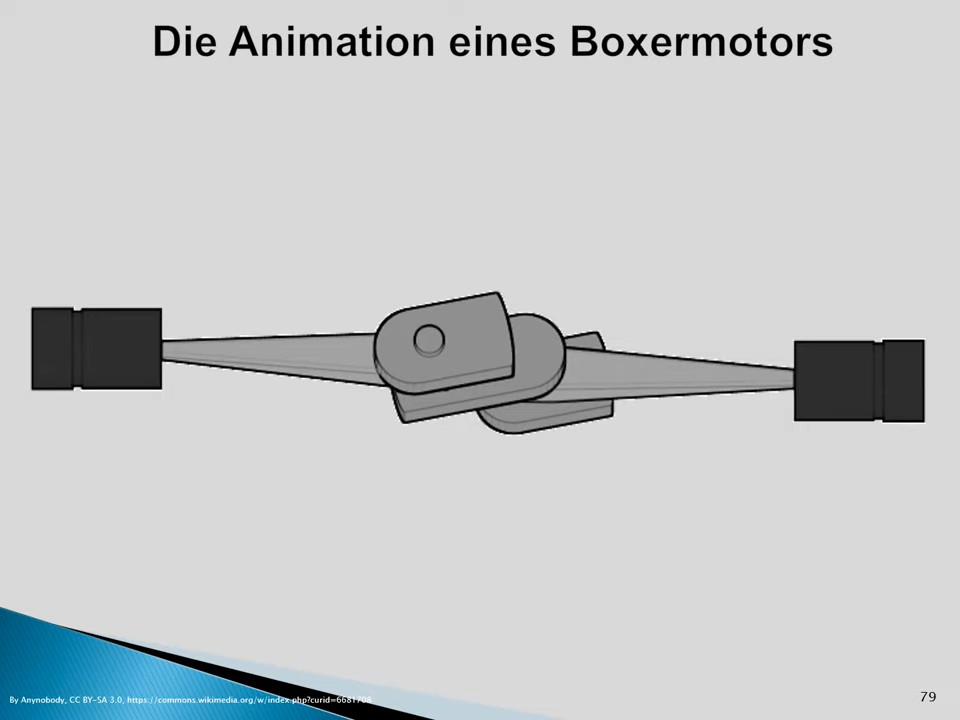 Die Animation eines Boxermotors
By Anynobody, CC BY-SA 3.0, https://commons.wikimedia.org/w/index.php?curid=6681708
79